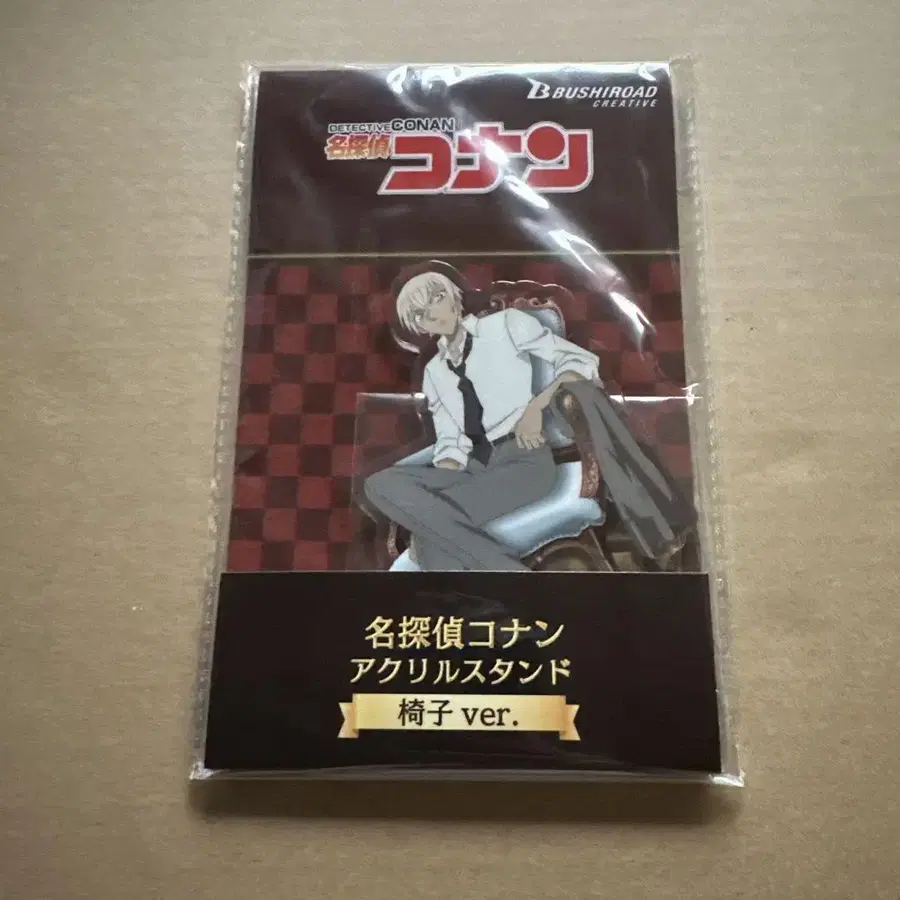 BUSHIROAD
CREATIVE
DETECTIVE CONAN
名探偵コナン
名探偵コナン
アクリルスタンド
椅子 ver.